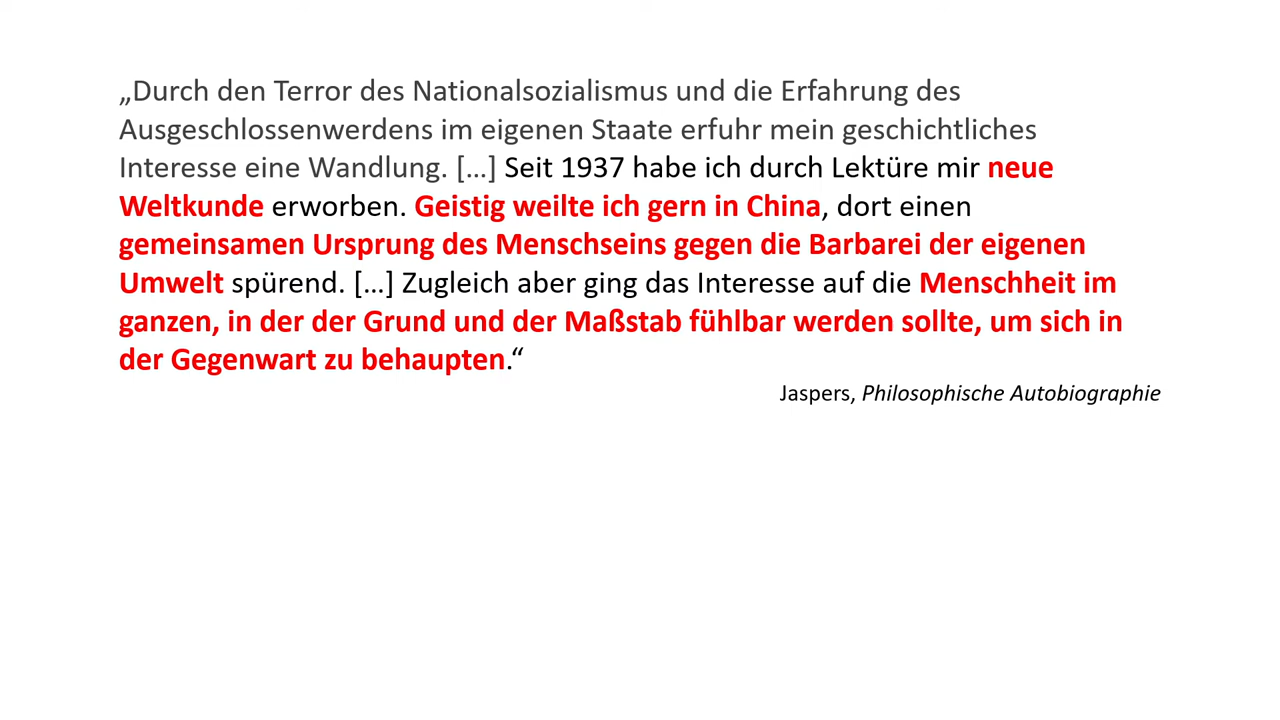 „Durch den Terror des Nationalsozialismus und die Erfahrung des
Ausgeschlossenwerdens im eigenen Staate erfuhr mein geschichtliches
Interesse eine Wandlung. […] Seit 1937 habe ich durch Lektüre mir neue
Weltkunde erworben. Geistig weilte ich gern in China, dort einen
gemeinsamen Ursprung des Menschseins gegen die Barbarei der eigenen
Umwelt spürend. […] Zugleich aber ging das Interesse auf die Menschheit im
ganzen, in der der Grund und der Maßstab fühlbar werden sollte, um sich in
der Gegenwart zu behaupten.“
Jaspers, Philosophische Autobiographie